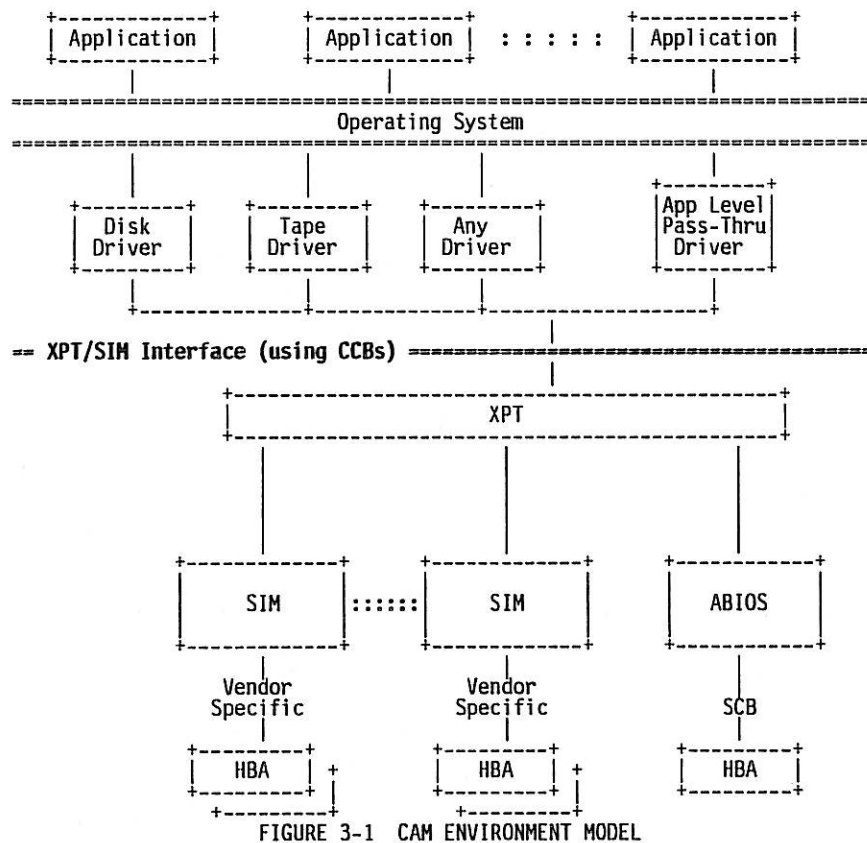 Application Application : : : : : Application
Operating System
Disk Tape Any App Level
Driver Driver Driver Pass-Thru
Driver
== XPT/SIM Interface (using CCBs) ==
XPT
SIM :::::: SIM ABIOS
Vendor Vendor
Specific Specific SCB
HBA HBA HBA
FIGURE 3-1 CAM ENVIRONMENT MODEL